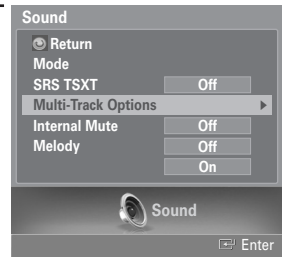 Sound
Return
Mode
SRS TSXT Off
Multi-Track Options
Internal Mute Off
Melody Off
On
Sound
Enter